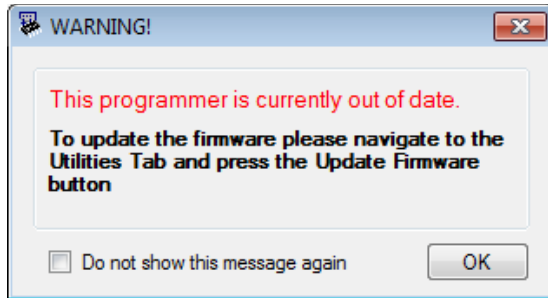 WARNING!
This programmer is currently out of date.
To update the firmware please navigate to the
Utilities Tab and press the Update Firmware
button
Do not show this message again
OK